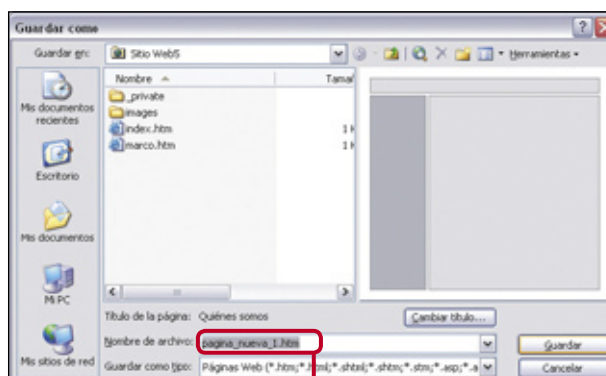 Guardar como
Guardar en: Sitio Web5 Herramientas
Nombre Tamañ
_private
images
index.htm 1 K
marco.htm 1 K
Mis documentos recientes
Escritorio
Mis documentos
Mi PC
Mis sitios de red
Título de la página: Quiénes somos Cambiar título...
Nombre de archivo: pagina_nueva_1.htm Guardar
Guardar como tipo: Páginas Web (*.htm;*.html;*.shtml;*.shtm;*.stm;*.asp;*.a Cancelar